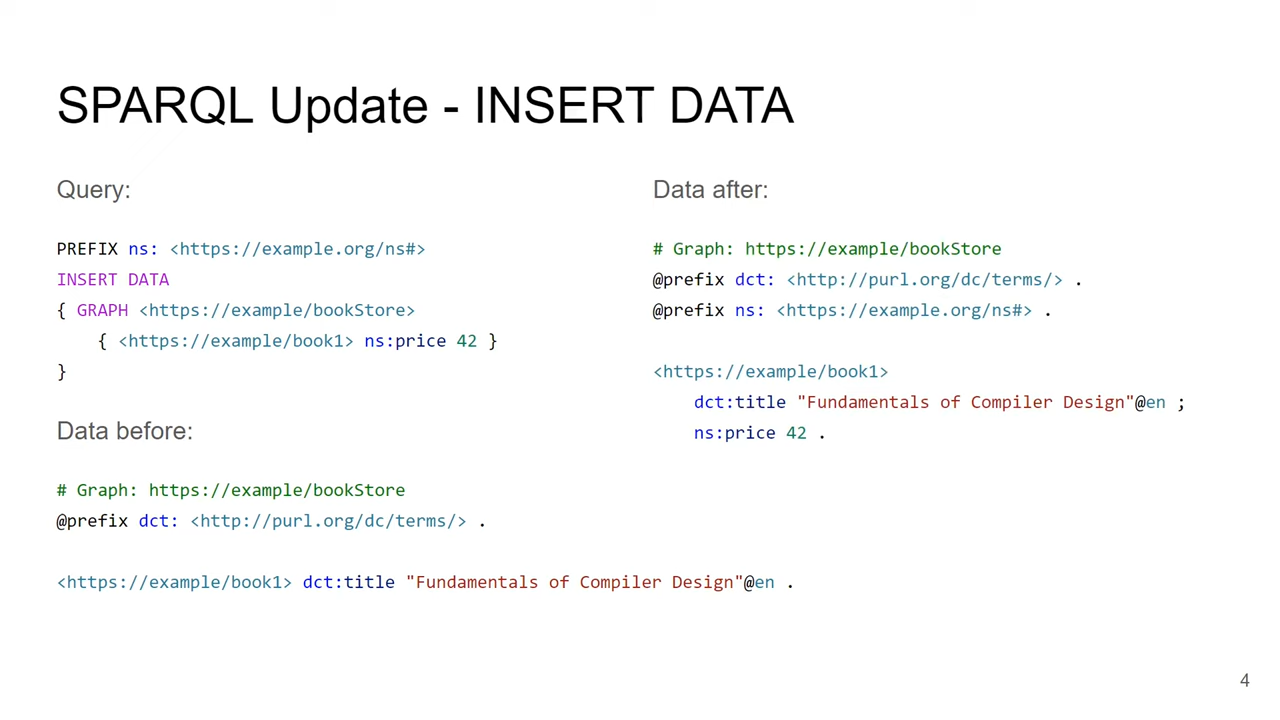 SPARQL Update - INSERT DATA
Query:
PREFIX ns: <https://example.org/ns#>
INSERT DATA
{ GRAPH <https://example/bookStore>
    { <https://example/book1> ns:price 42 }
}
Data before:
# Graph: https://example/bookStore
@prefix dct: <http://purl.org/dc/terms/> .
<https://example/book1> dct:title "Fundamentals of Compiler Design"@en .
Data after:
# Graph: https://example/bookStore
@prefix dct: <http://purl.org/dc/terms/> .
@prefix ns: <https://example.org/ns#> .
<https://example/book1>
    dct:title "Fundamentals of Compiler Design"@en ;
    ns:price 42 .
4